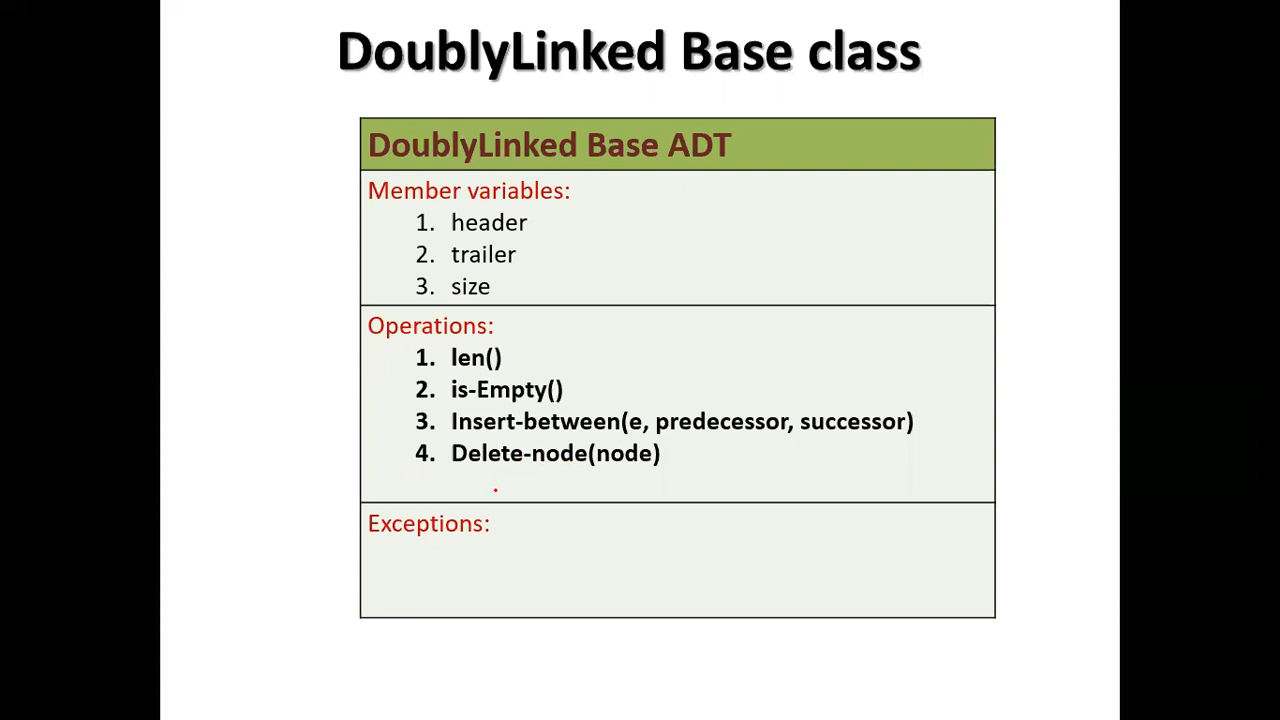 DoublyLinked Base class
DoublyLinked Base ADT
Member variables:
1. header
2. trailer
3. size
Operations:
1. len()
2. is-Empty()
3. Insert-between(e, predecessor, successor)
4. Delete-node(node)
Exceptions: